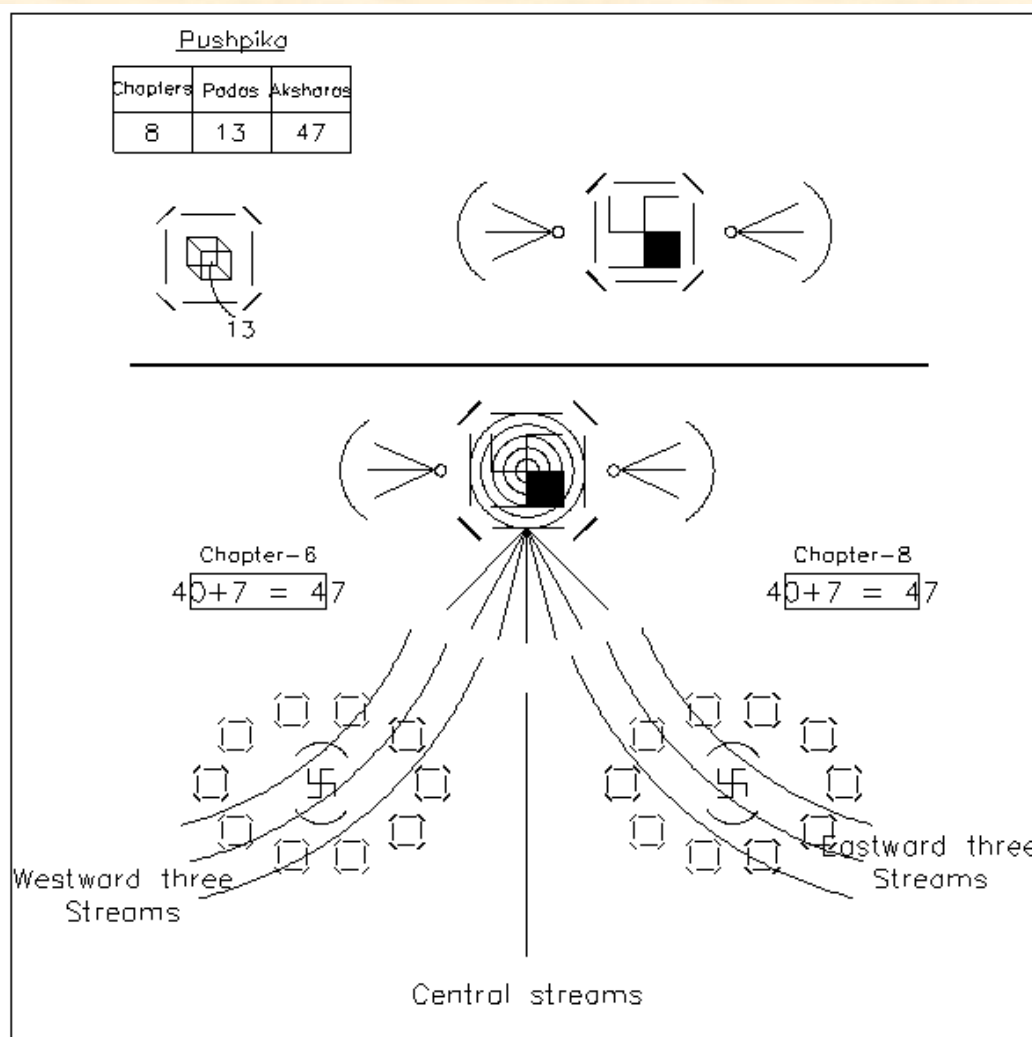 Pushpika
Chapters Padas Aksharas
8 13 47
13
Chapter-6
40+7 = 47
Chapter-8
40+7 = 47
Westward three
Streams
Eastward three
Streams
Central streams